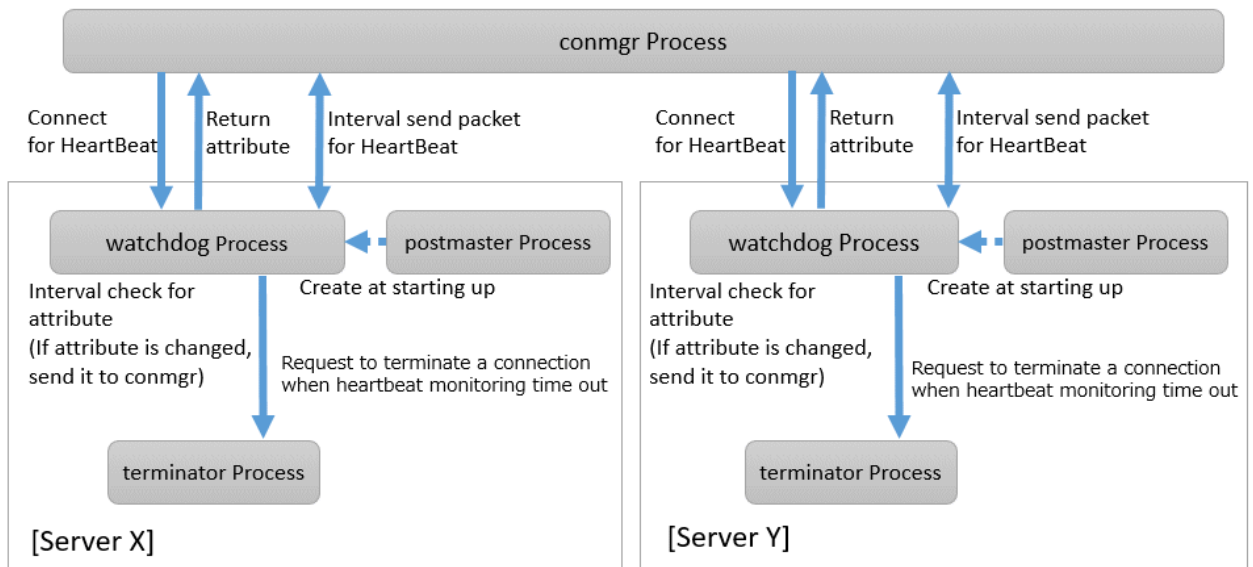 conmgr Process
Connect
for HeartBeat
Return
attribute
Interval send packet
for HeartBeat
Connect
for HeartBeat
Return
attribute
Interval send packet
for HeartBeat
watchdog Process
postmaster Process
Create at starting up
Interval check for
attribute
(If attribute is changed,
send it to conmgr)
Request to terminate a connection
when heartbeat monitoring time out
terminator Process
[Server X]
watchdog Process
postmaster Process
Create at starting up
Interval check for
attribute
(If attribute is changed,
send it to conmgr)
Request to terminate a connection
when heartbeat monitoring time out
terminator Process
[Server Y]